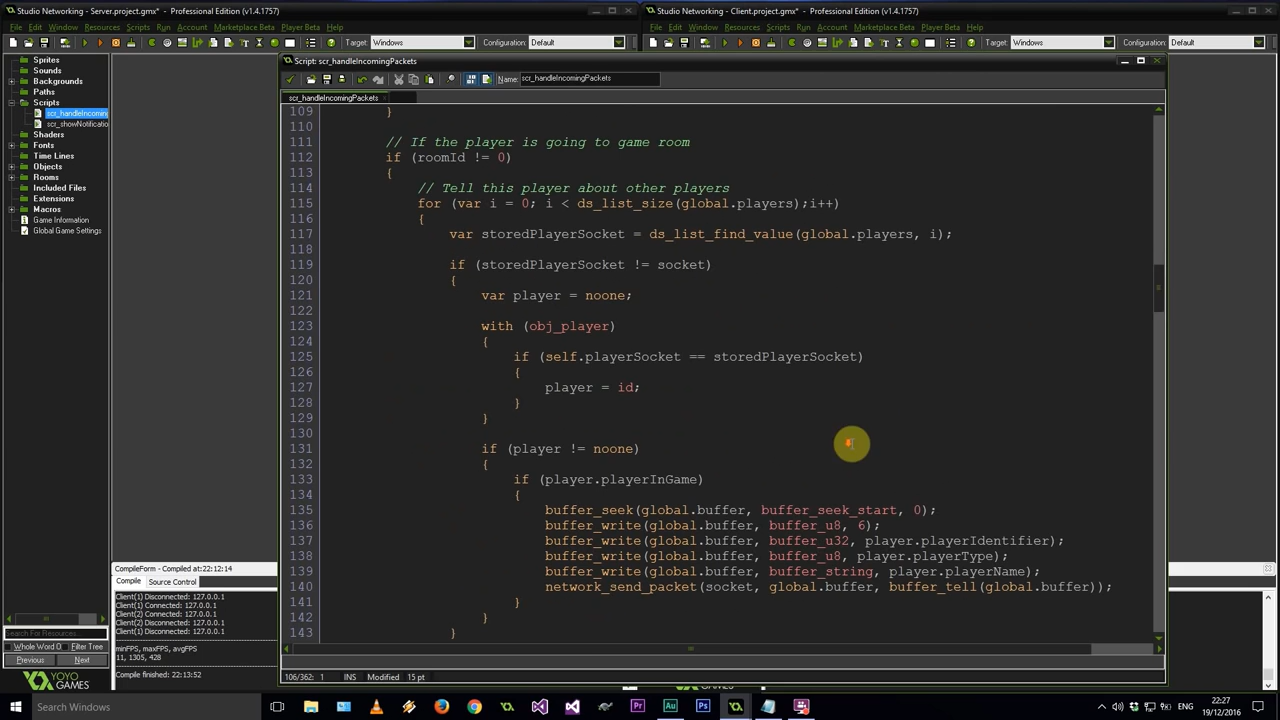 Studio Networking - Server.project.gmx* - Professional Edition (v1.4.1757)
Studio Networking - Client.project.gmx* - Professional Edition (v1.4.1757)
File Edit Window Resources Scripts Run Account Marketplace Beta Player Beta Help
File Edit Window Resources Scripts Run Account Marketplace Beta Player Beta Help
Target: Windows Configuration: Default
Target: Windows Configuration: Default
Sprites
Sounds
Backgrounds
Paths
Scripts
scr_handleIncoming
scr_showNotificatio
Shaders
Fonts
Time Lines
Objects
Rooms
Included Files
Extensions
Macros
Game Information
Global Game Settings
Script: scr_handleIncomingPackets
Name: scr_handleIncomingPackets
scr_handleIncomingPackets
109 }
110
111 // If the player is going to game room
112 if (roomId != 0)
113 {
114 // Tell this player about other players
115 for (var i = 0; i < ds_list_size(global.players);i++)
116 {
117 var storedPlayerSocket = ds_list_find_value(global.players, i);
118
119 if (storedPlayerSocket != socket)
120 {
121 var player = noone;
122
123 with (obj_player)
124 {
125 if (self.playerSocket == storedPlayerSocket)
126 {
127 player = id;
128 }
129 }
130
131 if (player != noone)
132 {
133 if (player.playerInGame)
134 {
135 buffer_seek(global.buffer, buffer_seek_start, 0);
136 buffer_write(global.buffer, buffer_u8, 6);
137 buffer_write(global.buffer, buffer_u32, player.playerIdentifier);
138 buffer_write(global.buffer, buffer_u8, player.playerType);
139 buffer_write(global.buffer, buffer_string, player.playerName);
140 network_send_packet(socket, global.buffer, buffer_tell(global.buffer));
141 }
142 }
143 }
106/362: 1 INS Modified 15 pt
CompileForm - Compiled at:22:12:14
Compile Source Control
Client(1) Disconnected: 127.0.0.1
Client(1) Connected: 127.0.0.1
Client(2) Connected: 127.0.0.1
Client(1) Disconnected: 127.0.0.1
Client(2) Disconnected: 127.0.0.1
minFPS, maxFPS, avgFPS
11, 1305, 428
Compile finished: 22:13:52
Search For Resources
Whole Word O Filter Tree
Previous Next
YOYO
GAMES
GAMES
Search Windows
ENG
22:27
19/12/2016